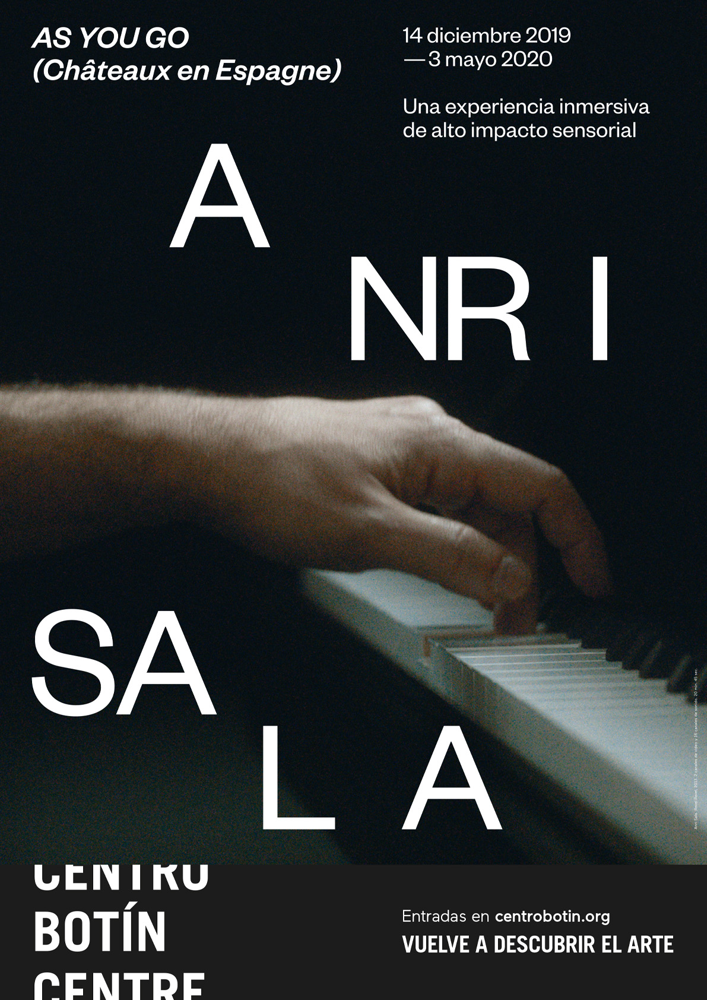 AS YOU GO
(Châteaux en Espagne)
14 diciembre 2019
—3 mayo 2020
Una experiencia inmersiva
de alto impacto sensorial
A
NRI
SA
LA
Anri Sala. Ravel Ravel, 2013. 2 canales de vídeo y 16 canales de sonido. 20 min. 45 sec.
CENTRO
BOTÍN
CENTRE
Entradas en centrobotin.org
VUELVE A DESCUBRIR EL ARTE